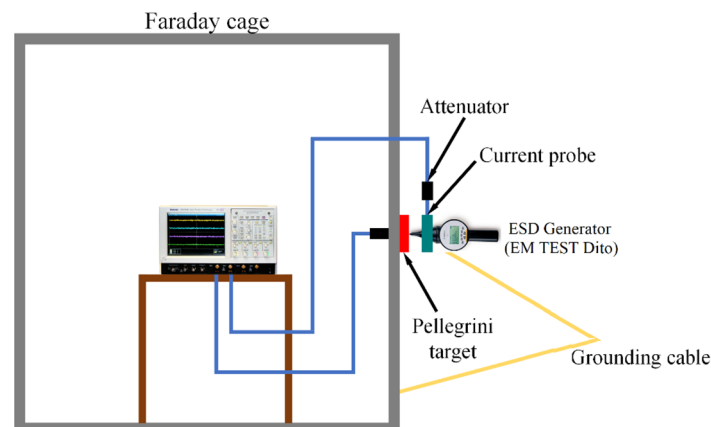 Faraday cage
Attenuator
Current probe
ESD Generator
(EM TEST Dito)
Pellegrini
target
Grounding cable